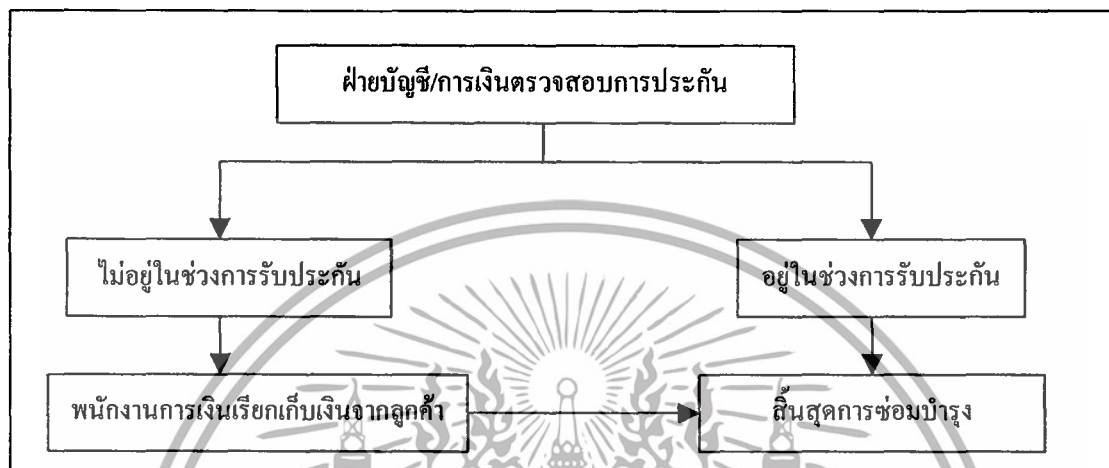 ฝ่ายบัญชี/การเงินตรวจสอบการประกัน
ไม่อยู่ในช่วงการรับประกัน
อยู่ในช่วงการรับประกัน
พนักงานการเงินเรียกเก็บเงินจากลูกค้า
สิ้นสุดการซ่อมบำรุง